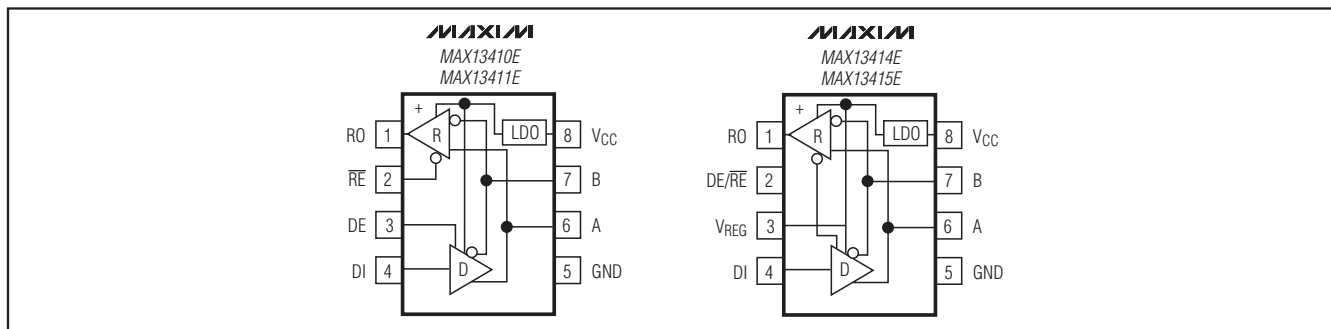 MAXIM
MAX13410E
MAX13411E
+
R
LDO
RO 1
8 VCC
RE 2
7 B
DE 3
6 A
D
DI 4
5 GND
MAXIM
MAX13414E
MAX13415E
+
R
LDO
RO 1
8 VCC
DE/RE 2
7 B
VREG 3
6 A
D
DI 4
5 GND